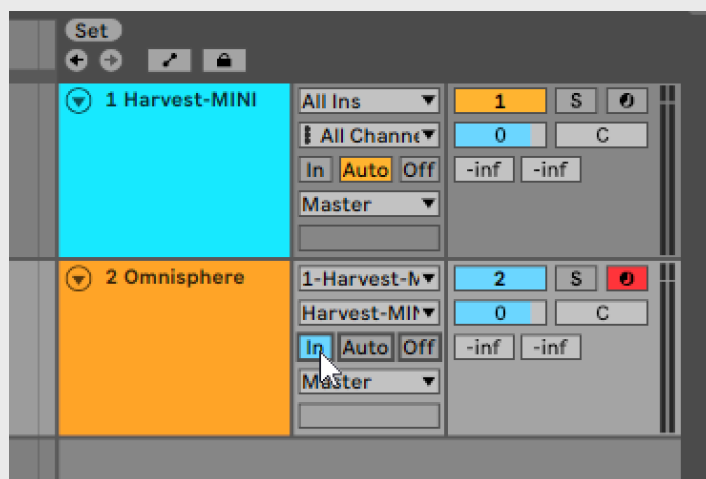 Set
1 Harvest-MINI
All Ins
1
S
All Channe
0
C
In Auto Off
-inf
-inf
Master
2 Omnisphere
1-Harvest-M
2
S
Harvest-MIN
0
C
In Auto Off
-inf
-inf
Master